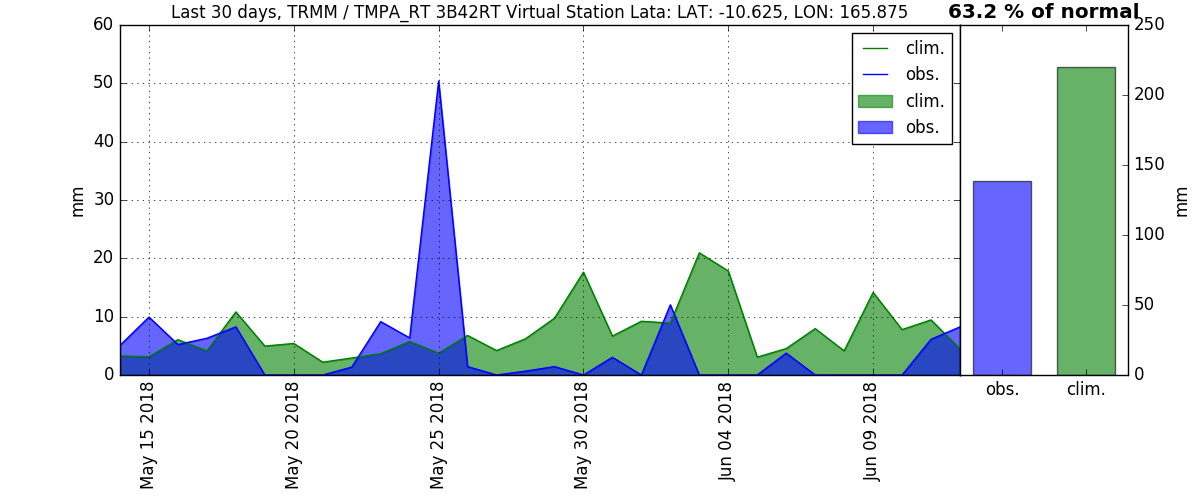 Last 30 days, TRMM / TMPA_RT 3B42RT Virtual Station Lata: LAT: -10.625, LON: 165.875
63.2 % of normal
60
50
40
30
20
10
0
mm
clim.
obs.
clim.
obs.
May 15 2018
May 20 2018
May 25 2018
May 30 2018
Jun 04 2018
Jun 09 2018
250
200
150
100
50
0
mm
obs.
clim.